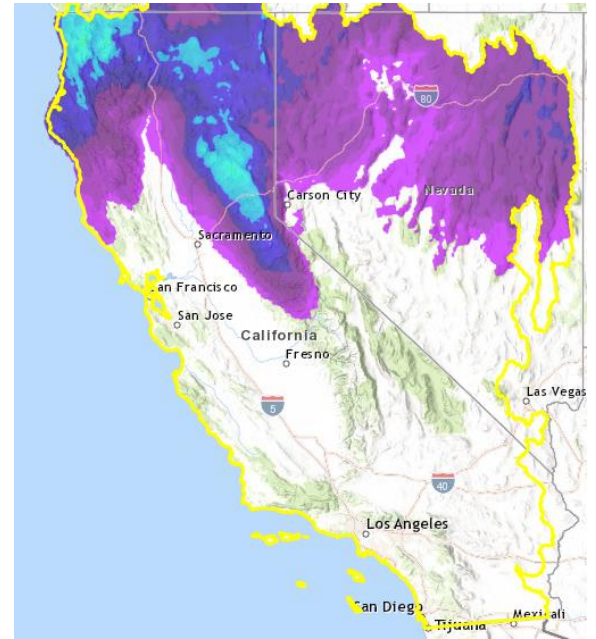 80
Carson City
Nevada
Sacramento
San Francisco
San Jose
California
Fresno
5
Las Vegas
40
Los Angeles
San Diego
Tijuana
Mexicali